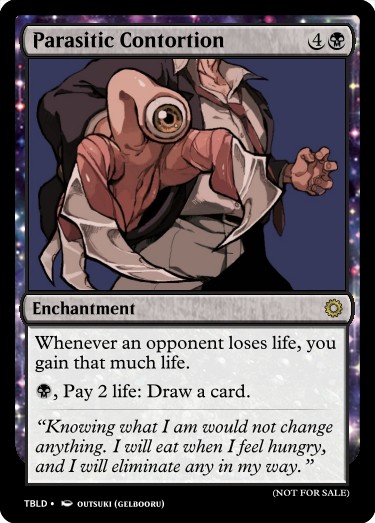 Parasitic Contortion 4
Enchantment
Whenever an opponent loses life, you
gain that much life.
, Pay 2 life: Draw a card.
“Knowing what I am would not change
anything. I will eat when I feel hungry,
and I will eliminate any in my way.”
(NOT FOR SALE)
TBLD • OUTSUKI (GELBOORU)